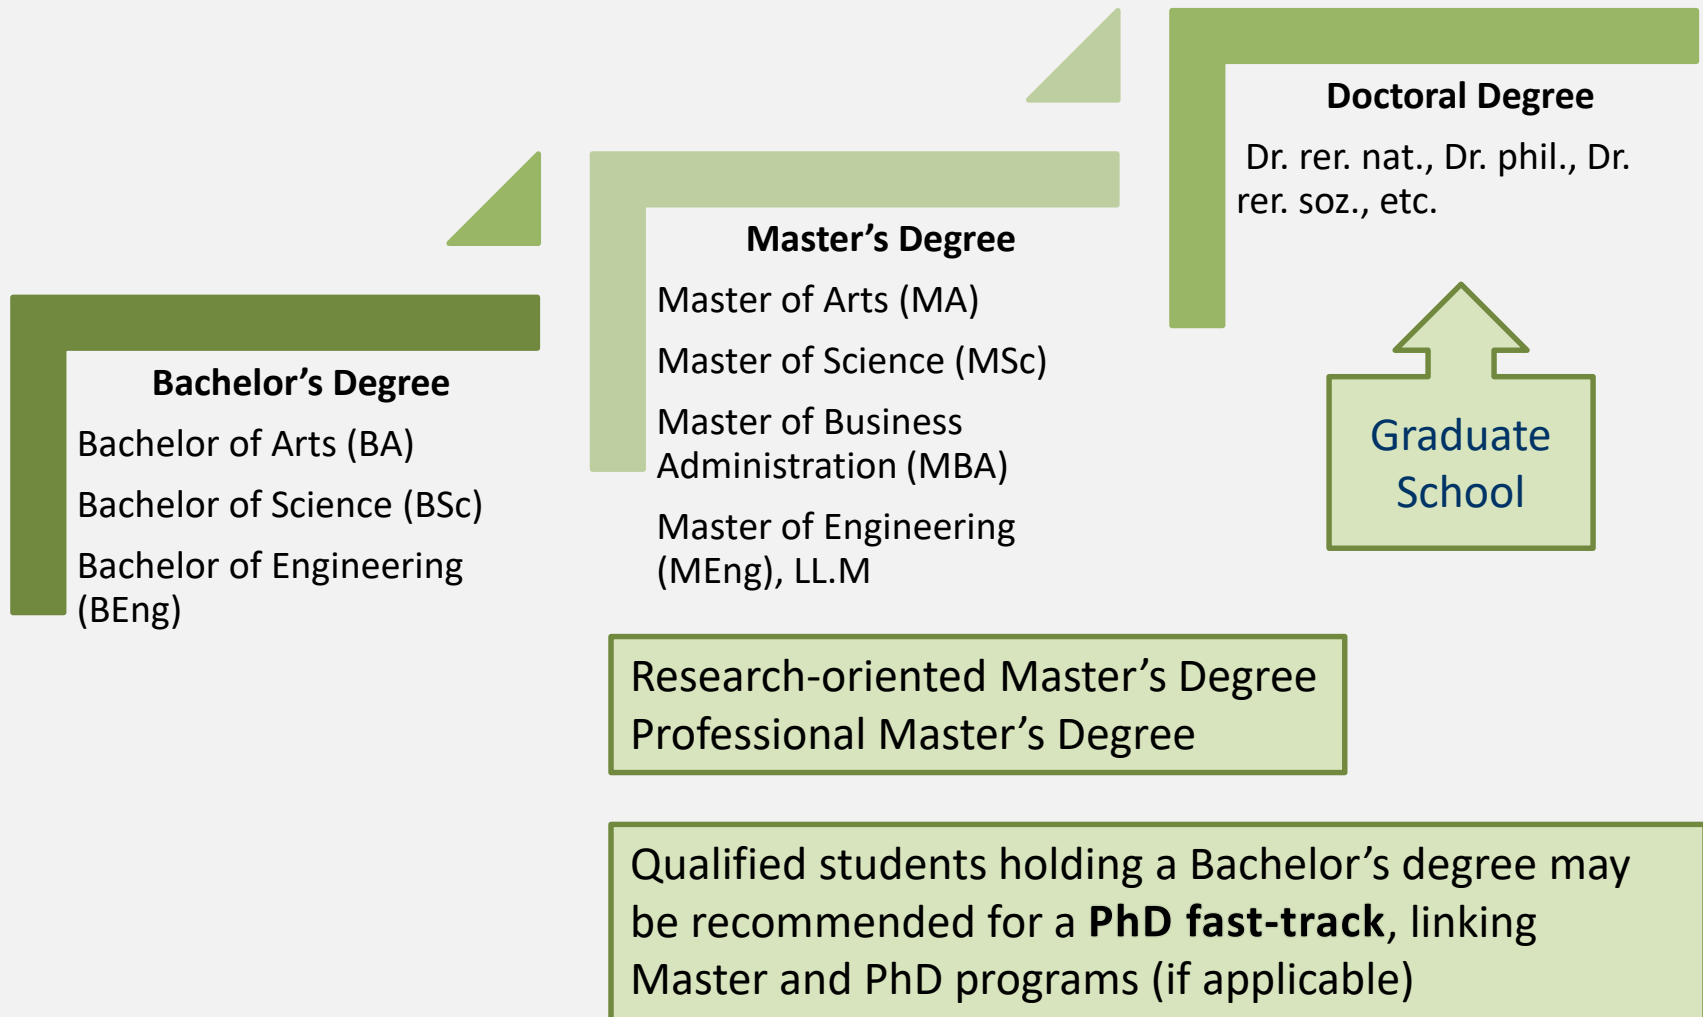 Bachelor’s Degree
Bachelor of Arts (BA)
Bachelor of Science (BSc)
Bachelor of Engineering
(BEng)
Master’s Degree
Master of Arts (MA)
Master of Science (MSc)
Master of Business
Administration (MBA)
Master of Engineering
(MEng), LL.M
Doctoral Degree
Dr. rer. nat., Dr. phil., Dr.
rer. soz., etc.
Graduate
School
Research-oriented Master’s Degree
Professional Master’s Degree
Qualified students holding a Bachelor’s degree may
be recommended for a PhD fast-track, linking
Master and PhD programs (if applicable)